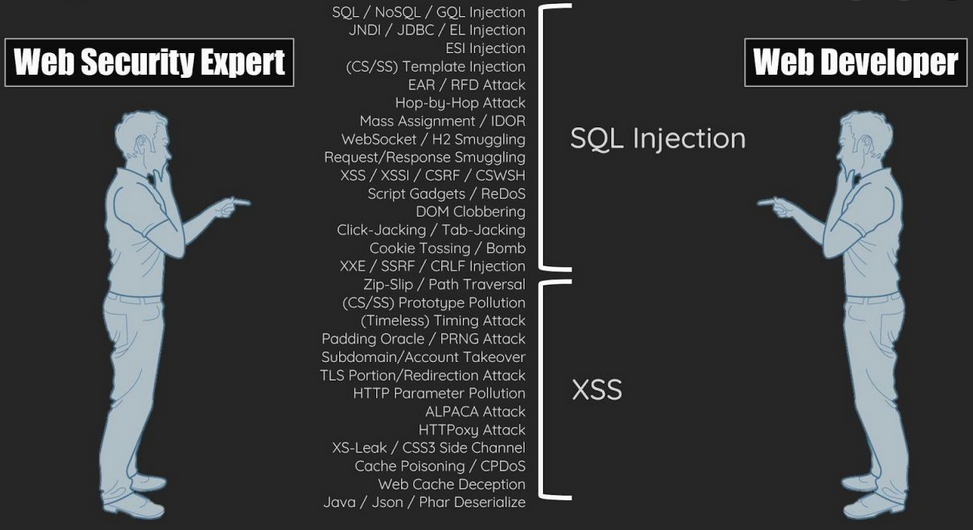 Web Security Expert
SQL / NoSQL / GQL Injection
JNDI / JDBC / EL Injection
ESI Injection
(CS/SS) Template Injection
EAR / RFD Attack
Hop-by-Hop Attack
Mass Assignment / IDOR
WebSocket / H2 Smuggling
Request/Response Smuggling
XSS / XSSI / CSRF / CSWSH
Script Gadgets / ReDoS
DOM Clobbering
Click-Jacking / Tab-Jacking
Cookie Tossing / Bomb
XXE / SSRF / CRLF Injection
Zip-Slip / Path Traversal
(CS/SS) Prototype Pollution
(Timeless) Timing Attack
Padding Oracle / PRNG Attack
Subdomain/Account Takeover
TLS Portion/Redirection Attack
HTTP Parameter Pollution
ALPACA Attack
HTTPoxy Attack
XS-Leak / CSS3 Side Channel
Cache Poisoning / CPDoS
Web Cache Deception
Java / Json / Phar Deserialize
Web Developer
SQL Injection
XSS